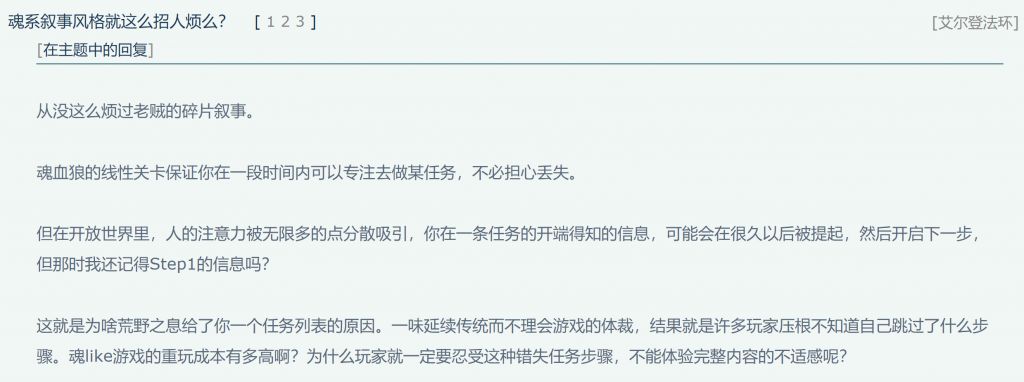 魂系叙事风格就这么招人烦么？ [ 1 2 3 ] [艾尔登法环]
[在主题中的回复]
从没这么烦过老贼的碎片叙事。
魂血狼的线性关卡保证你在一段时间内可以专注去做某任务，不必担心丢失。
但在开放世界里，人的注意力被无限多的点分散吸引，你在一条任务的开端得知的信息，可能会在很久以后被提起，然后开启下一步，
但那时我还记得Step1的信息吗？
这就是为啥荒野之息给了你一个任务列表的原因。一味延续传统而不理会游戏的体裁，结果就是许多玩家压根不知道自己跳过了什么步
骤。魂like游戏的重玩成本有多高啊？为什么玩家就一定要忍受这种错失任务步骤，不能体验完整内容的不适感呢？